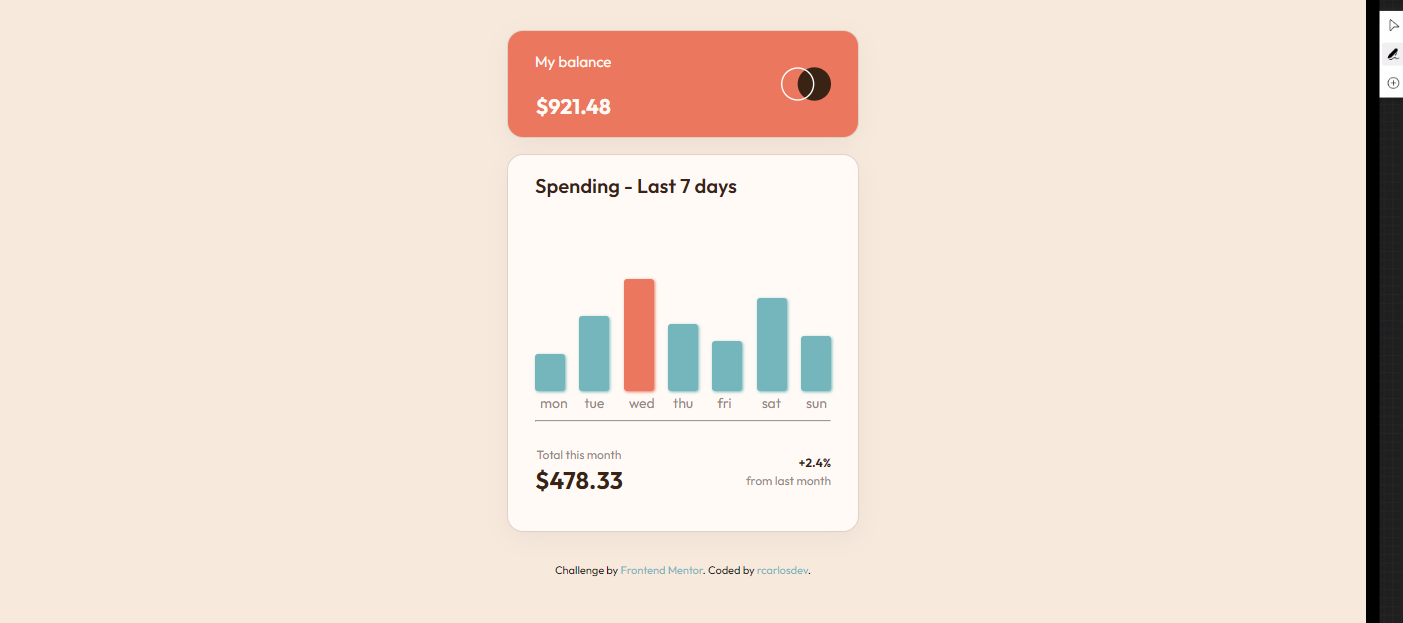 My balance
$921.48
Spending - Last 7 days
mon tue wed thu fri sat sun
Total this month
$478.33
+2.4%
from last month
Challenge by Frontend Mentor. Coded by rcarlosdev.